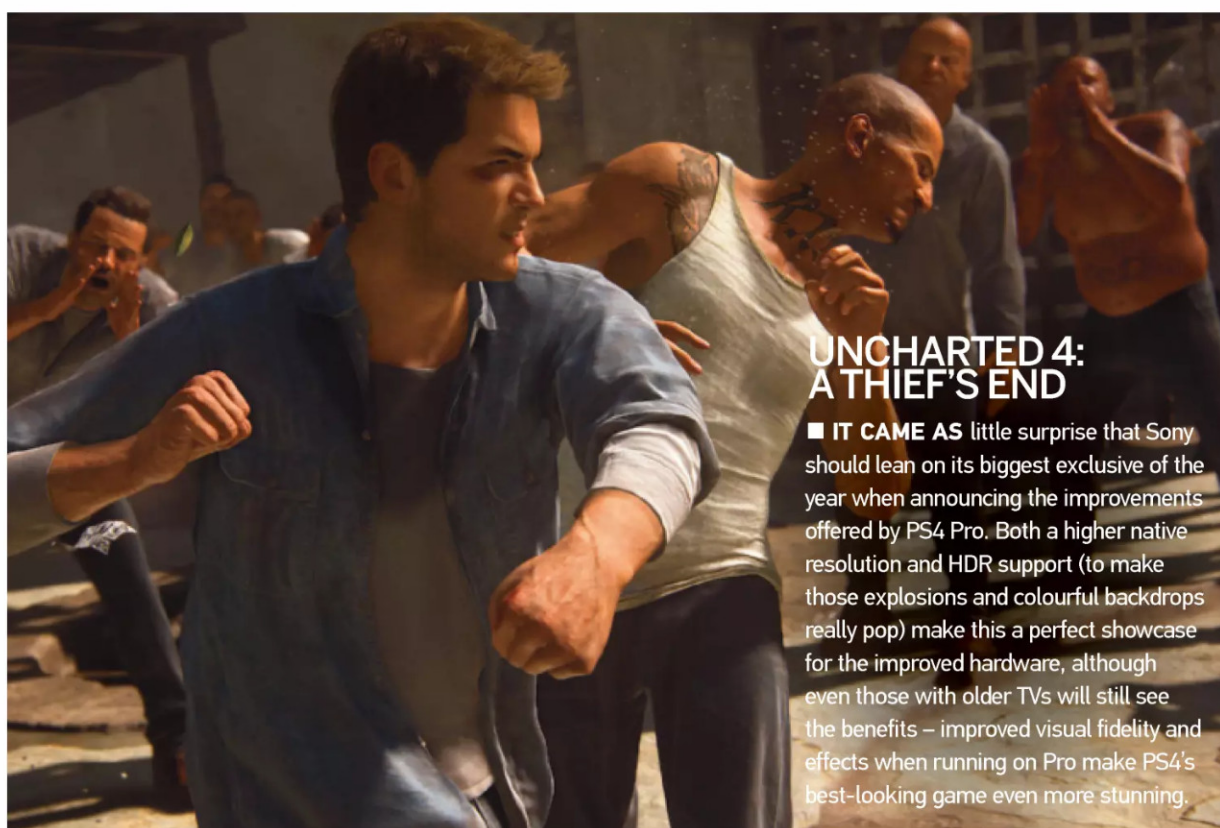 UNCHARTED 4:
A THIEF'S END
■ IT CAME AS little surprise that Sony
should lean on its biggest exclusive of the
year when announcing the improvements
offered by PS4 Pro. Both a higher native
resolution and HDR support (to make
those explosions and colourful backdrops
really pop) make this a perfect showcase
for the improved hardware, although
even those with older TVs will still see
the benefits – improved visual fidelity and
effects when running on Pro make PS4's
best-looking game even more stunning.